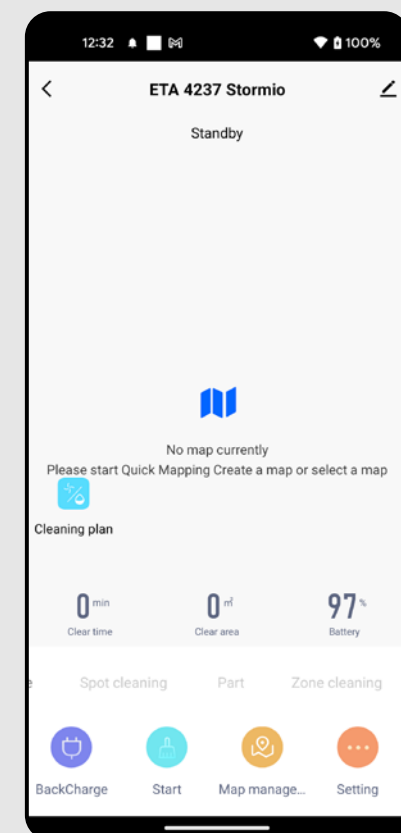 12:32 100%
ETA 4237 Stormio
Standby
No map currently
Please start Quick Mapping Create a map or select a map
Cleaning plan
0 min 0 ㎡ 97 %
Clear time Clear area Battery
e Spot cleaning Part Zone cleaning
BackCharge Start Map manage... Setting